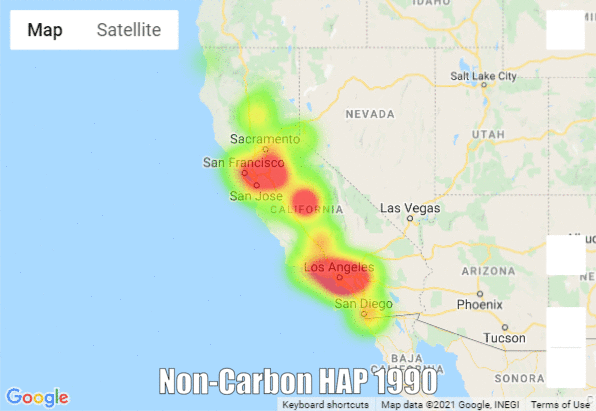 IDAHO
Map Satellite
Salt Lake City
NEVADA
UTAH
Sacramento
San Francisco
San Jose
CALIFORNIA
Las Vegas
Los Angeles
ARIZONA
San Diego
Phoenix
Tucson
BAJA
CALIFORNIA
SONORA
Non-Carbon HAP 1990
Google
Keyboard shortcuts Map data ©2021 Google, INEGI Terms of Use